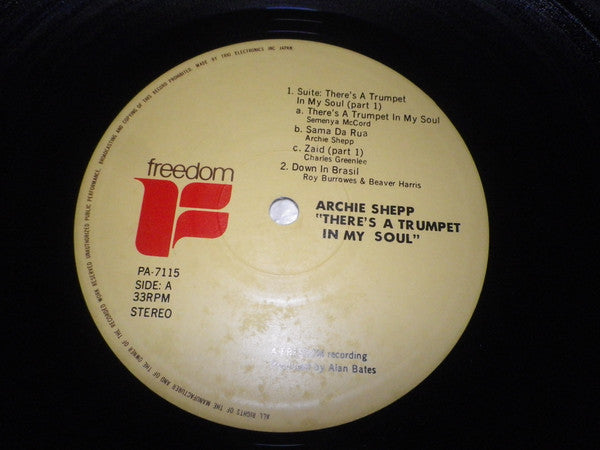 BROADCASTING AND COPYING OF THIS RECORD PROHIBITED. MADE BY TRIO ELECTRONICS INC JAPAN
ALL RIGHTS OF THE MANUFACTURER AND OF THE OWNER OF THE RECORDED WORK RESERVED UNAUTHORIZED PUBLIC PERFORMANCE.
freedom
PA-7115
SIDE: A
33RPM
STEREO
1. Suite: There's A Trumpet
In My Soul (part 1)
a. There's A Trumpet In My Soul
Semenya McCord
b. Sama Da Rua
Archie Shepp
c. Zaid (part 1)
Charles Greenlee
2. Down In Brasil
Roy Burrowes & Beaver Harris
ARCHIE SHEPP
"THERE'S A TRUMPET
IN MY SOUL"
recording
by Alan Bates